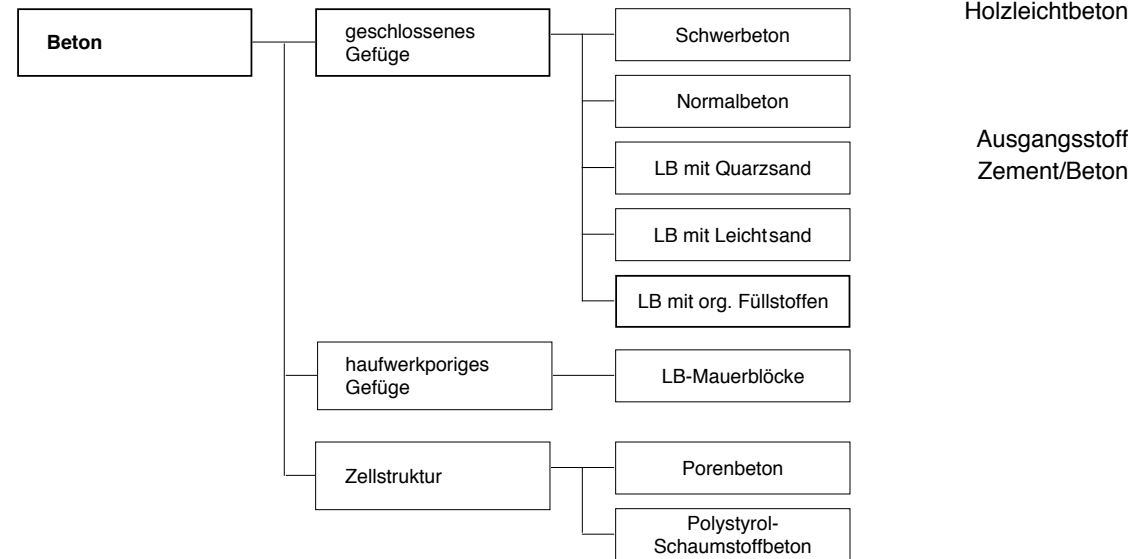 Holzleichtbeton
Beton
geschlossenes
Gefüge
Schwerbeton
Normalbeton
Ausgangsstoff
Zement/Beton
LB mit Quarzsand
LB mit Leichtsand
LB mit org. Füllstoffen
haufwerkporiges
Gefüge
LB-Mauerblöcke
Zellstruktur
Porenbeton
Polystyrol-
Schaumstoffbeton